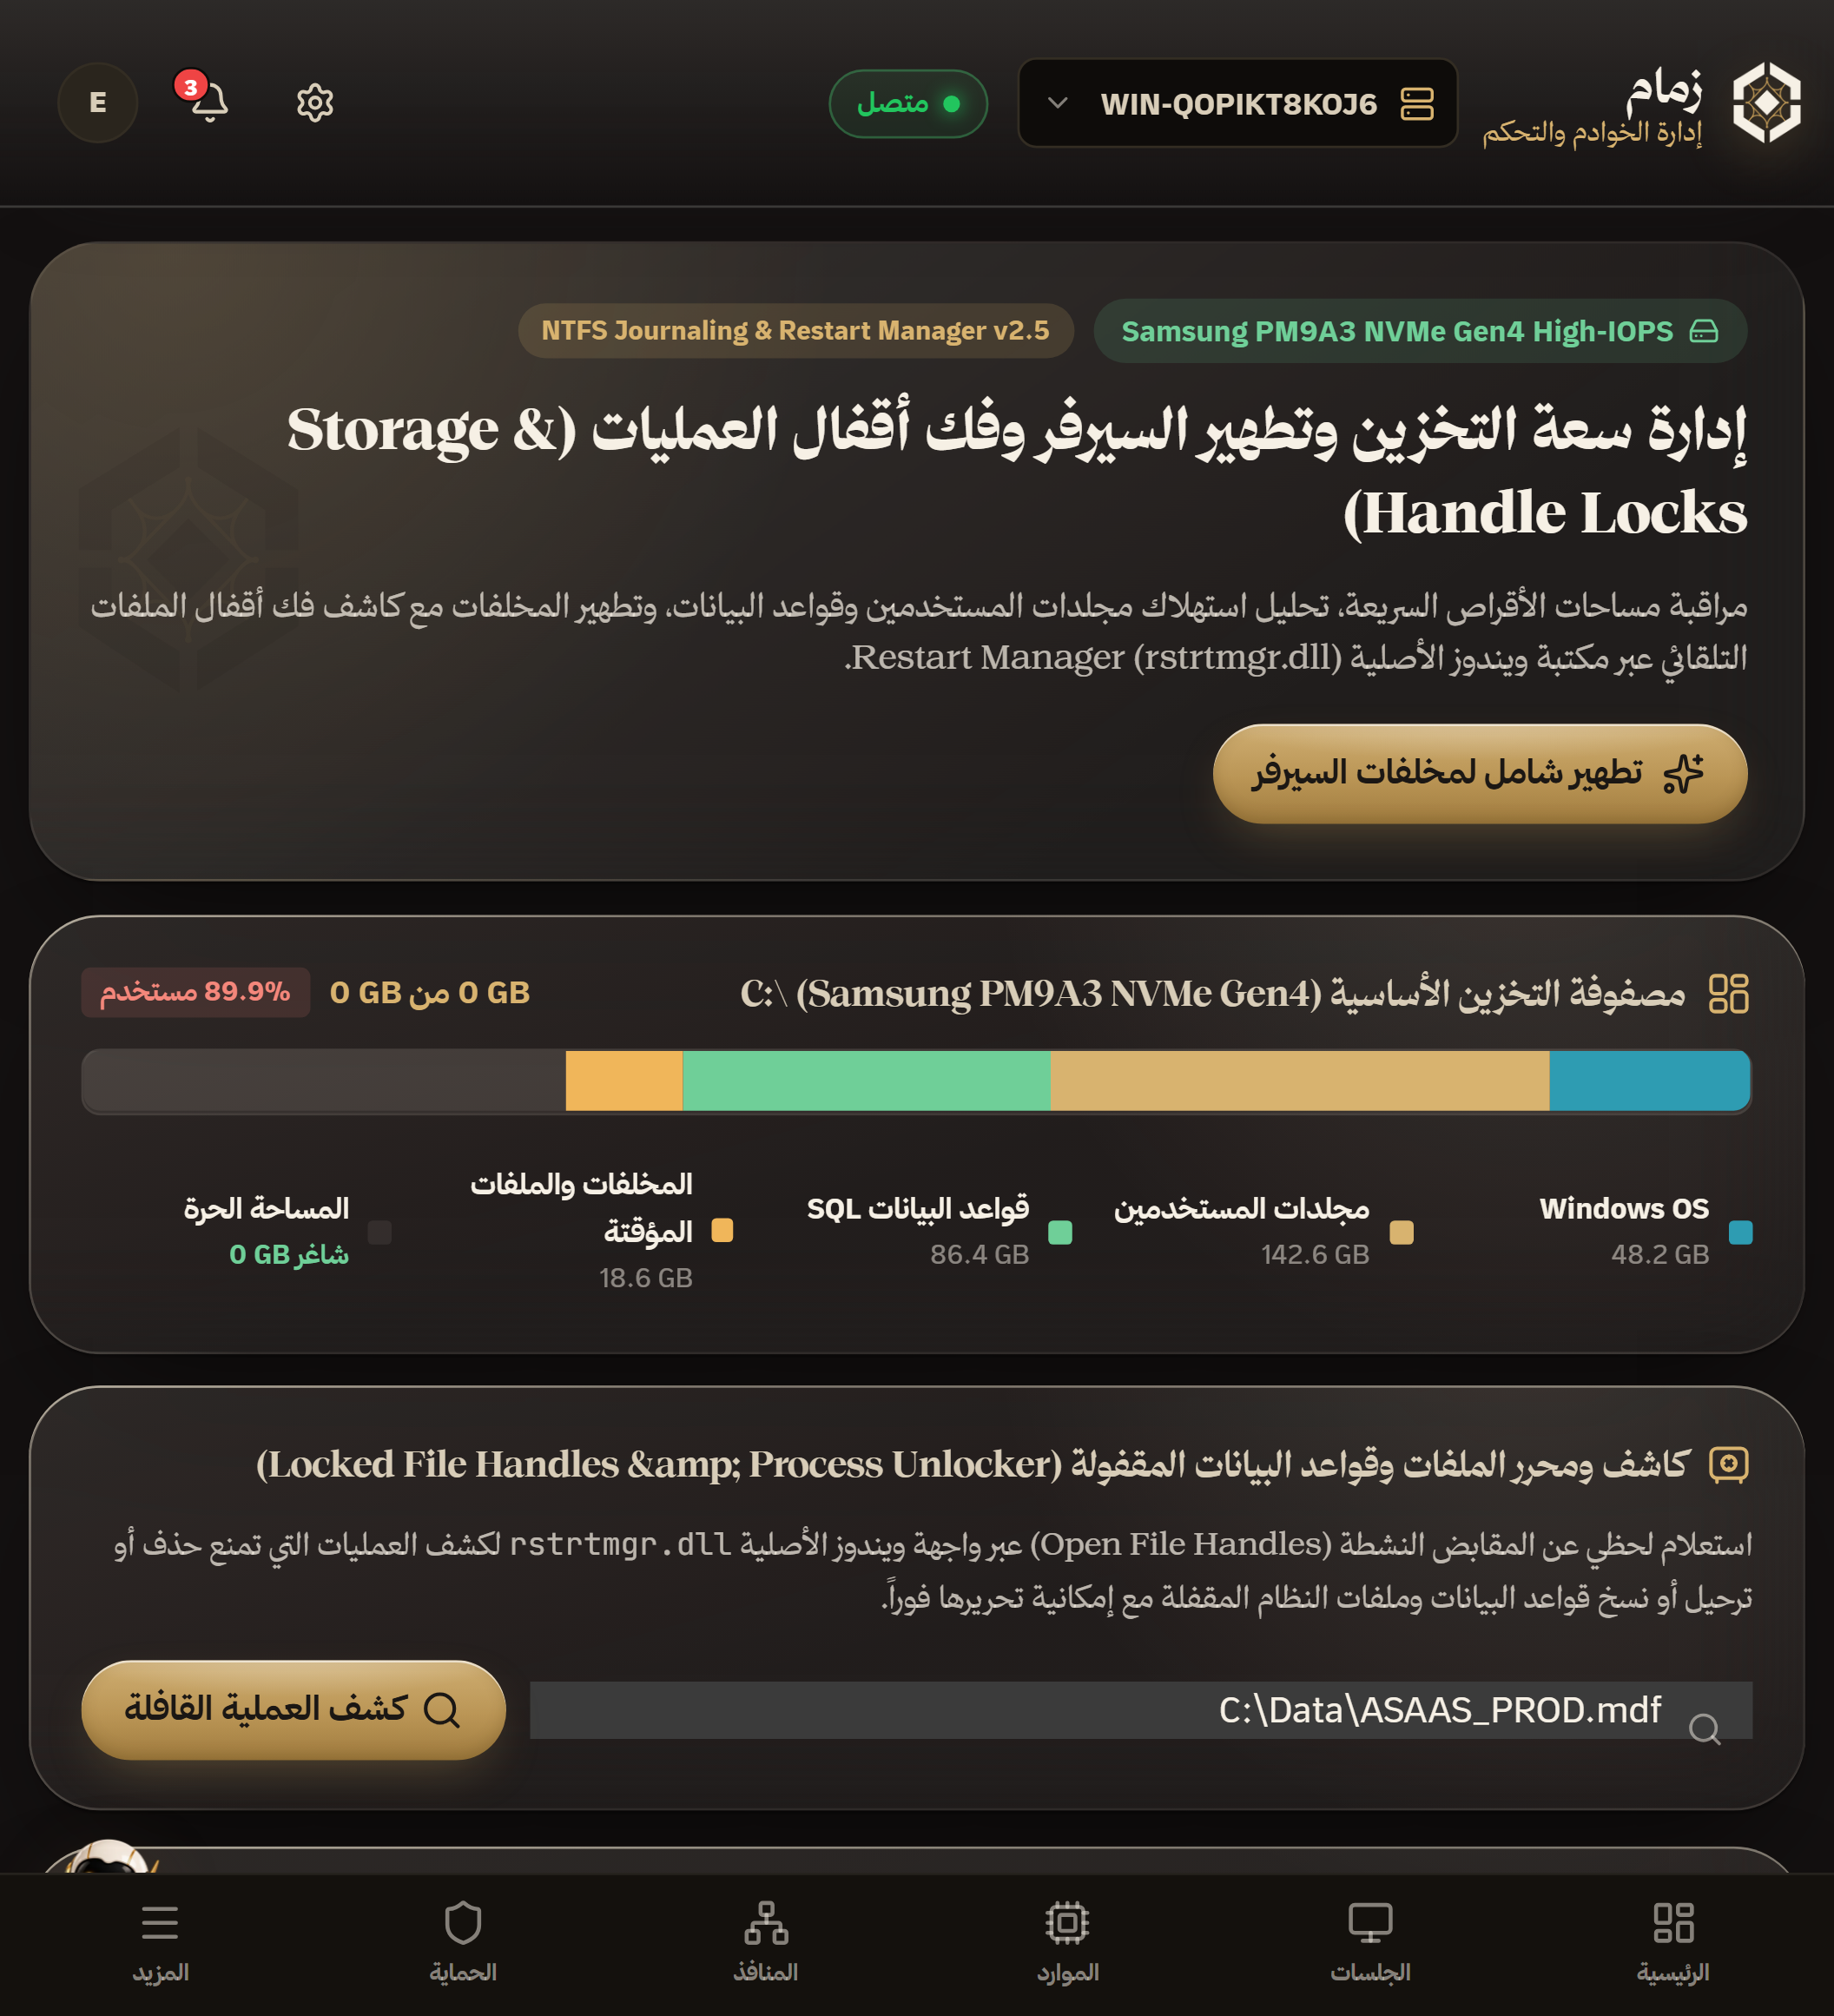 زمام
إدارة الخوادم والتحكم
WIN-QOPIKT8KOJ6
متصل
3
E
Samsung PM9A3 NVMe Gen4 High-IOPS
NTFS Journaling & Restart Manager v2.5
إدارة سعة التخزين وتطهير السيرفر وفك أقفال العمليات (Storage &
Handle Locks)
مراقبة مساحات الأقراص السريعة، تحليل استهلاك مجلدات المستخدمين وقواعد البيانات، وتطهير المخلفات مع كاشف فك أقفال الملفات
التلقائي عبر مكتبة ويندوز الأصلية Restart Manager (rstrtmgr.dll).
تطهير شامل لمخلفات السيرفر
مصفوفة التخزين الأساسية C:\ (Samsung PM9A3 NVMe Gen4)
0 GB من 0 GB
89.9% مستخدم
Windows OS
48.2 GB
مجلدات المستخدمين
142.6 GB
قواعد البيانات SQL
86.4 GB
المخلفات والملفات
المؤقتة
18.6 GB
المساحة الحرة
شاغر 0 GB
كاشف ومحرر الملفات وقواعد البيانات المقفولة (Locked File Handles &amp; Process Unlocker)
استعلام لحظي عن المقابض النشطة (Open File Handles) عبر واجهة ويندوز الأصلية rstrtmgr.dll لكشف العمليات التي تمنع حذف أو
ترحيل أو نسخ قواعد البيانات وملفات النظام المقفلة مع إمكانية تحريرها فوراً.
C:\Data\ASAAS_PROD.mdf
كشف العملية القافلة
الرئيسية
الجلسات
الموارد
المنافذ
الحماية
المزيد